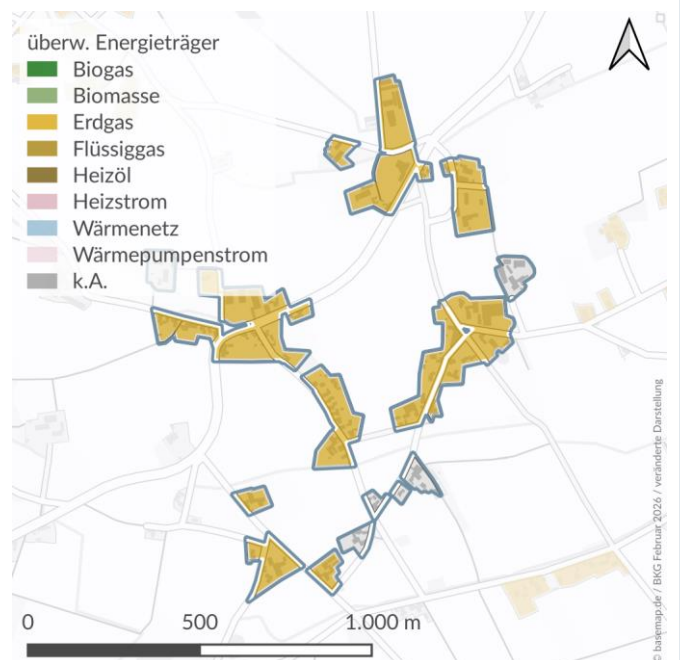 überw. Energieträger
Biogas
Biomasse
Erdgas
Flüssiggas
Heizöl
Heizstrom
Wärmenetz
Wärmepumpenstrom
k.A.
0 500 1.000 m
© basemap.de / BKG Februar 2026 / veränderte Darstellung